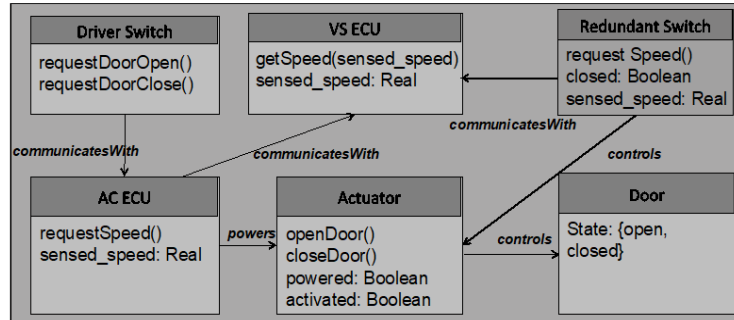 Driver Switch
requestDoorOpen()
requestDoorClose()
VS ECU
getSpeed(sensed_speed)
sensed_speed: Real
Redundant Switch
request Speed()
closed: Boolean
sensed_speed: Real
communicatesWith
communicatesWith
communicatesWith
controls
AC ECU
requestSpeed()
sensed_speed: Real
powers
Actuator
openDoor()
closeDoor()
powered: Boolean
activated: Boolean
controls
Door
State: {open,
closed}